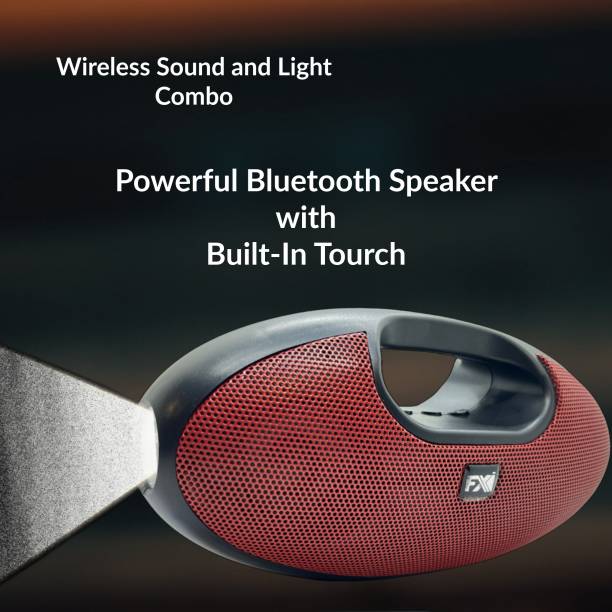 Wireless Sound and Light
Combo
Powerful Bluetooth Speaker
with
Built-In Tourch
FX